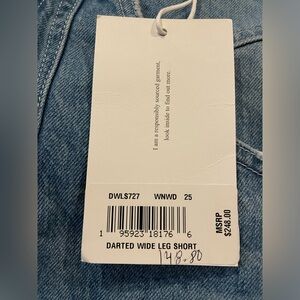 I am a responsibly sourced garment,
look inside to find out more.
DWLS727 WNWD 25
1 95923 18176 6
MSRP
$248.00
DARTED WIDE LEG SHORT
148.80